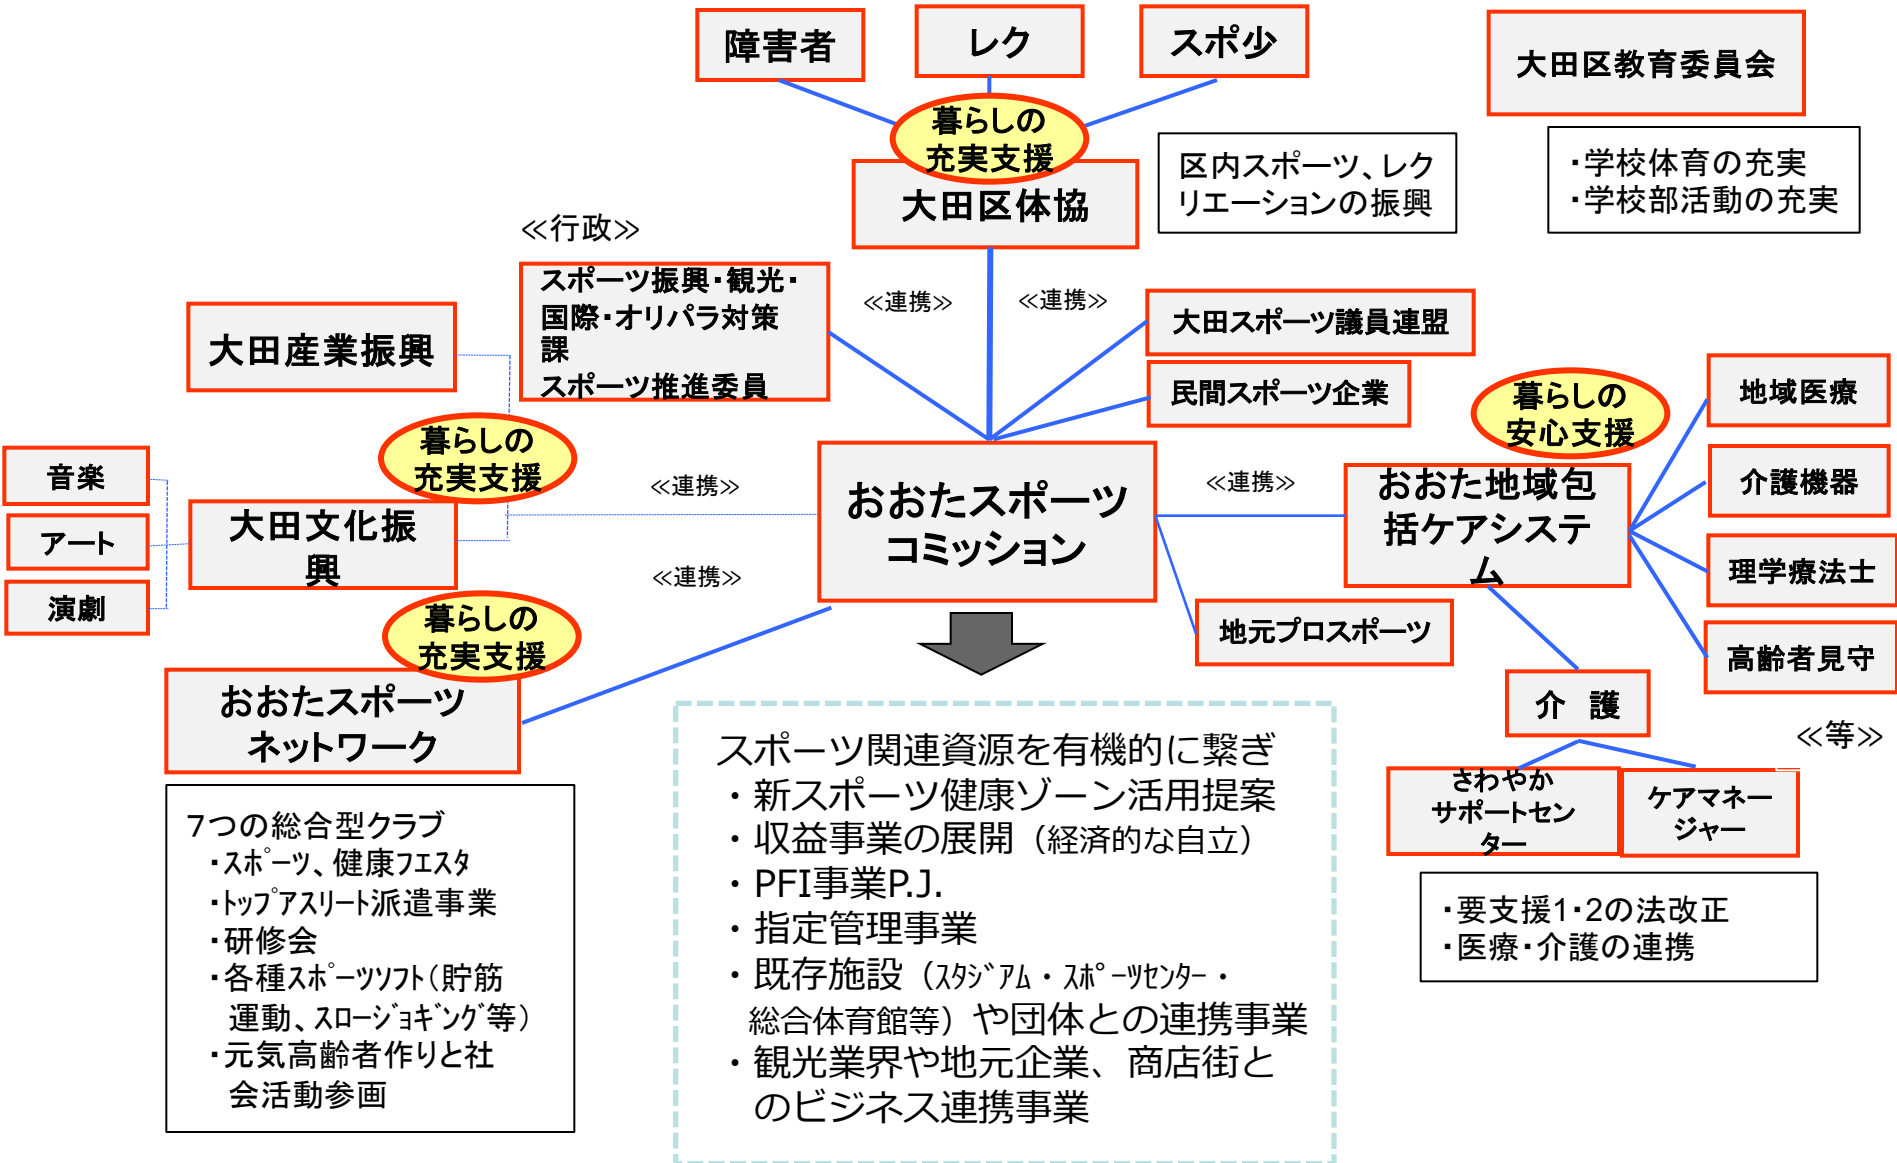 障害者
レク
スポ少
大田区教育委員会
暮らしの
充実支援
大田区体協
区内スポーツ、レク
リエーションの振興
・学校体育の充実
・学校部活動の充実
≪行政≫
スポーツ振興・観光・
国際・オリパラ対策
課
スポーツ推進委員
≪連携≫
≪連携≫
大田スポーツ議員連盟
民間スポーツ企業
大田産業振興
暮らしの
充実支援
音楽
アート
演劇
大田文化振
興
≪連携≫
≪連携≫
おおたスポーツ
コミッション
≪連携≫
暮らしの
安心支援
おおた地域包
括ケアシステ
ム
地域医療
介護機器
理学療法士
高齢者見守
≪等≫
地元プロスポーツ
介　護
さわやか
サポートセン
ター
ケアマネー
ジャー
・要支援1・2の法改正
・医療・介護の連携
暮らしの
充実支援
おおたスポーツ
ネットワーク
７つの総合型クラブ
・ｽﾎﾟｰﾂ、健康ﾌｴｽﾀ
・ﾄｯﾌﾟｱｽﾘｰﾄ派遣事業
・研修会
・各種ｽﾎﾟｰﾂｿﾌﾄ（貯筋
運動、ｽﾛｰｼﾞｮｷﾞﾝｸﾞ等）
・元気高齢者作りと社
会活動参画
スポーツ関連資源を有機的に繋ぎ
・新スポーツ健康ゾーン活用提案
・収益事業の展開（経済的な自立）
・PFI事業P.J.
・指定管理事業
・既存施設（ｽﾀｼﾞｱﾑ・ｽﾎﾟｰﾂｾﾝﾀｰ・
総合体育館等）や団体との連携事業
・観光業界や地元企業、商店街と
のビジネス連携事業